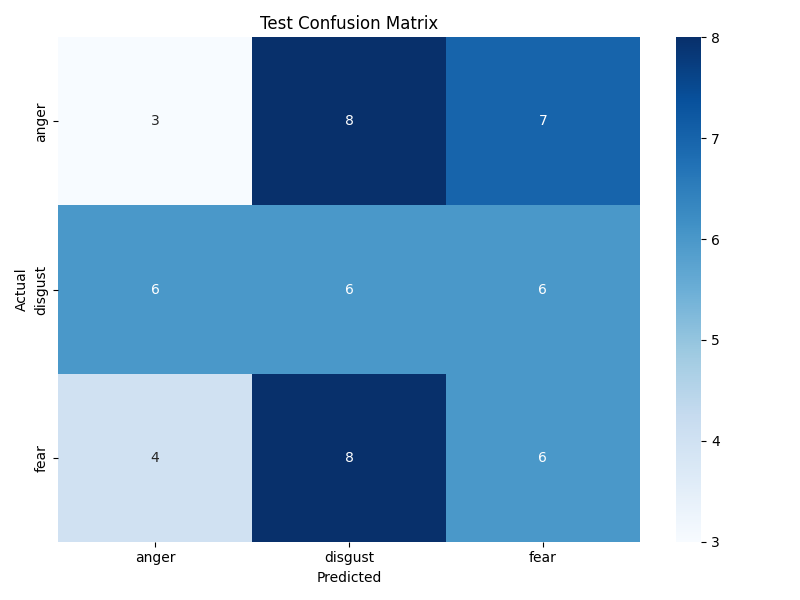 Test Confusion Matrix
Actual
anger
disgust
fear
3 8 7
6 6 6
4 8 6
anger disgust fear
Predicted
8
7
6
5
4
3